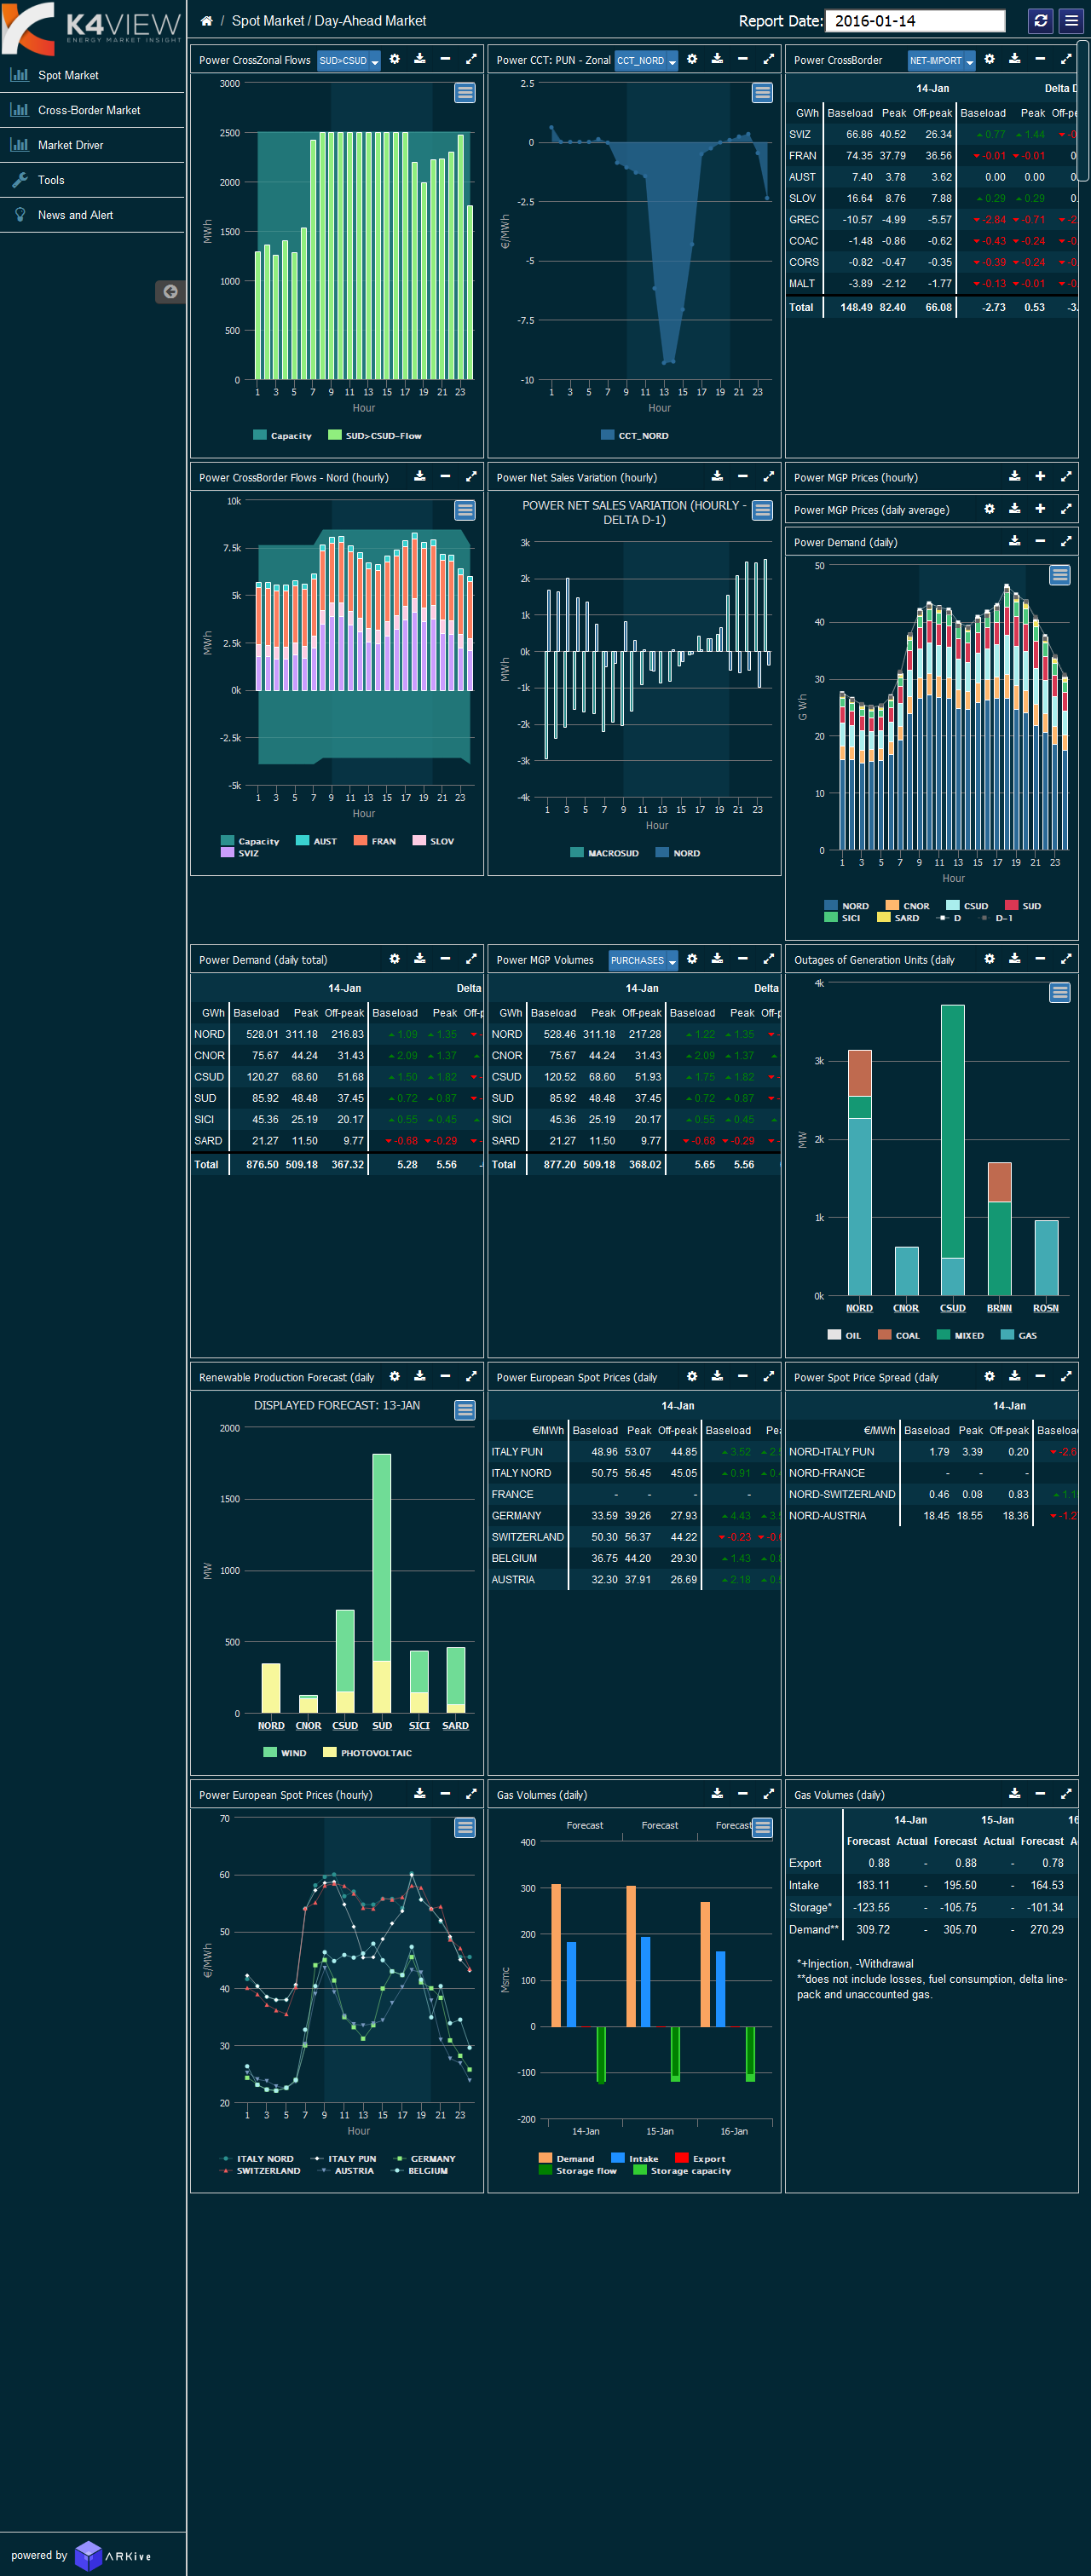 K4VIEW
ENERGY MARKET INSIGHT
/ Spot Market / Day-Ahead Market
Report Date: 2016-01-14
Spot Market
Cross-Border Market
Market Driver
Tools
News and Alert
Power CrossZonal Flows SUD>CSUD
3000
2500
2000
1500
1000
500
0
MWh
1 3 5 7 9 11 13 15 17 19 21 23
Hour
Capacity SUD>CSUD-Flow
Power CCT: PUN - Zonal CCT_NORD
2.5
0
-2.5
-5
-7.5
-10
€/MWh
1 3 5 7 9 11 13 15 17 19 21 23
Hour
CCT_NORD
Power CrossBorder NET-IMPORT
14-Jan Delta D
GWh Baseload Peak Off-peak Baseload Peak Off-pe
SVIZ 66.86 40.52 26.34 0.77 1.44 -0
FRAN 74.35 37.79 36.56 -0.01 -0.01 0
AUST 7.40 3.78 3.62 0.00 0.00 0.
SLOV 16.64 8.76 7.88 0.29 0.29 0.
GREC -10.57 -4.99 -5.57 -2.84 -0.71 -2
COAC -1.48 -0.86 -0.62 -0.43 -0.24 -0
CORS -0.82 -0.47 -0.35 -0.39 -0.24 -0
MALT -3.89 -2.12 -1.77 -0.13 -0.01 -0
Total 148.49 82.40 66.08 -2.73 0.53 -3.
Power CrossBorder Flows - Nord (hourly)
10k
7.5k
5k
2.5k
0k
-2.5k
-5k
MWh
1 3 5 7 9 11 13 15 17 19 21 23
Hour
Capacity AUST FRAN SLOV
SVIZ
Power Net Sales Variation (hourly)
POWER NET SALES VARIATION (HOURLY -
DELTA D-1)
3k
2k
1k
0k
-1k
-2k
-3k
-4k
MWh
1 3 5 7 9 11 13 15 17 19 21 23
Hour
MACROSUD NORD
Power MGP Prices (hourly)
Power MGP Prices (daily average)
Power Demand (daily)
50
40
30
20
10
0
G Wh
1 3 5 7 9 11 13 15 17 19 21 23
Hour
NORD CNOR CSUD SUD
SICI SARD D D-1
Power Demand (daily total)
14-Jan Delta
GWh Baseload Peak Off-peak Baseload Peak Off-p
NORD 528.01 311.18 216.83 1.09 1.35 -
CNOR 75.67 44.24 31.43 2.09 1.37
CSUD 120.27 68.60 51.68 1.50 1.82 -
SUD 85.92 48.48 37.45 0.72 0.87 -
SICI 45.36 25.19 20.17 0.55 0.45
SARD 21.27 11.50 9.77 -0.68 -0.29 -
Total 876.50 509.18 367.32 5.28 5.56 -
Power MGP Volumes PURCHASES
14-Jan Delta
GWh Baseload Peak Off-peak Baseload Peak Off-p
NORD 528.46 311.18 217.28 1.22 1.35 -
CNOR 75.67 44.24 31.43 2.09 1.37
CSUD 120.52 68.60 51.93 1.75 1.82 -
SUD 85.92 48.48 37.45 0.72 0.87 -
SICI 45.36 25.19 20.17 0.55 0.45
SARD 21.27 11.50 9.77 -0.68 -0.29 -
Total 877.20 509.18 368.02 5.65 5.56
Outages of Generation Units (daily
4k
3k
2k
1k
0k
MW
NORD CNOR CSUD BRNN ROSN
OIL COAL MIXED GAS
Renewable Production Forecast (daily
DISPLAYED FORECAST: 13-JAN
2000
1500
1000
500
0
MW
NORD CNOR CSUD SUD SICI SARD
WIND PHOTOVOLTAIC
Power European Spot Prices (daily
14-Jan
€/MWh Baseload Peak Off-peak Baseload Pea
ITALY PUN 48.96 53.07 44.85 3.52 2.
ITALY NORD 50.75 56.45 45.05 0.91 0.
FRANCE - - - -
GERMANY 33.59 39.26 27.93 4.43 3.
SWITZERLAND 50.30 56.37 44.22 -0.23 -0.
BELGIUM 36.75 44.20 29.30 1.43 0.
AUSTRIA 32.30 37.91 26.69 2.18 0.
Power Spot Price Spread (daily
14-Jan
€/MWh Baseload Peak Off-peak Baseloa
NORD-ITALY PUN 1.79 3.39 0.20 -2.6
NORD-FRANCE - - -
NORD-SWITZERLAND 0.46 0.08 0.83 1.1
NORD-AUSTRIA 18.45 18.55 18.36 -1.2
Power European Spot Prices (hourly)
70
60
50
40
30
20
€/MWh
1 3 5 7 9 11 13 15 17 19 21 23
Hour
ITALY NORD ITALY PUN GERMANY
SWITZERLAND AUSTRIA BELGIUM
Gas Volumes (daily)
Forecast Forecast Forecast
400
300
200
100
0
-100
-200
Msmc
14-Jan 15-Jan 16-Jan
Demand Intake Export
Storage flow Storage capacity
Gas Volumes (daily)
14-Jan 15-Jan 16
Forecast Actual Forecast Actual Forecast A
Export 0.88 - 0.88 - 0.78
Intake 183.11 - 195.50 - 164.53
Storage* -123.55 - -105.75 - -101.34
Demand** 309.72 - 305.70 - 270.29
*+Injection, -Withdrawal
**does not include losses, fuel consumption, delta line-
pack and unaccounted gas.
powered by ARKive